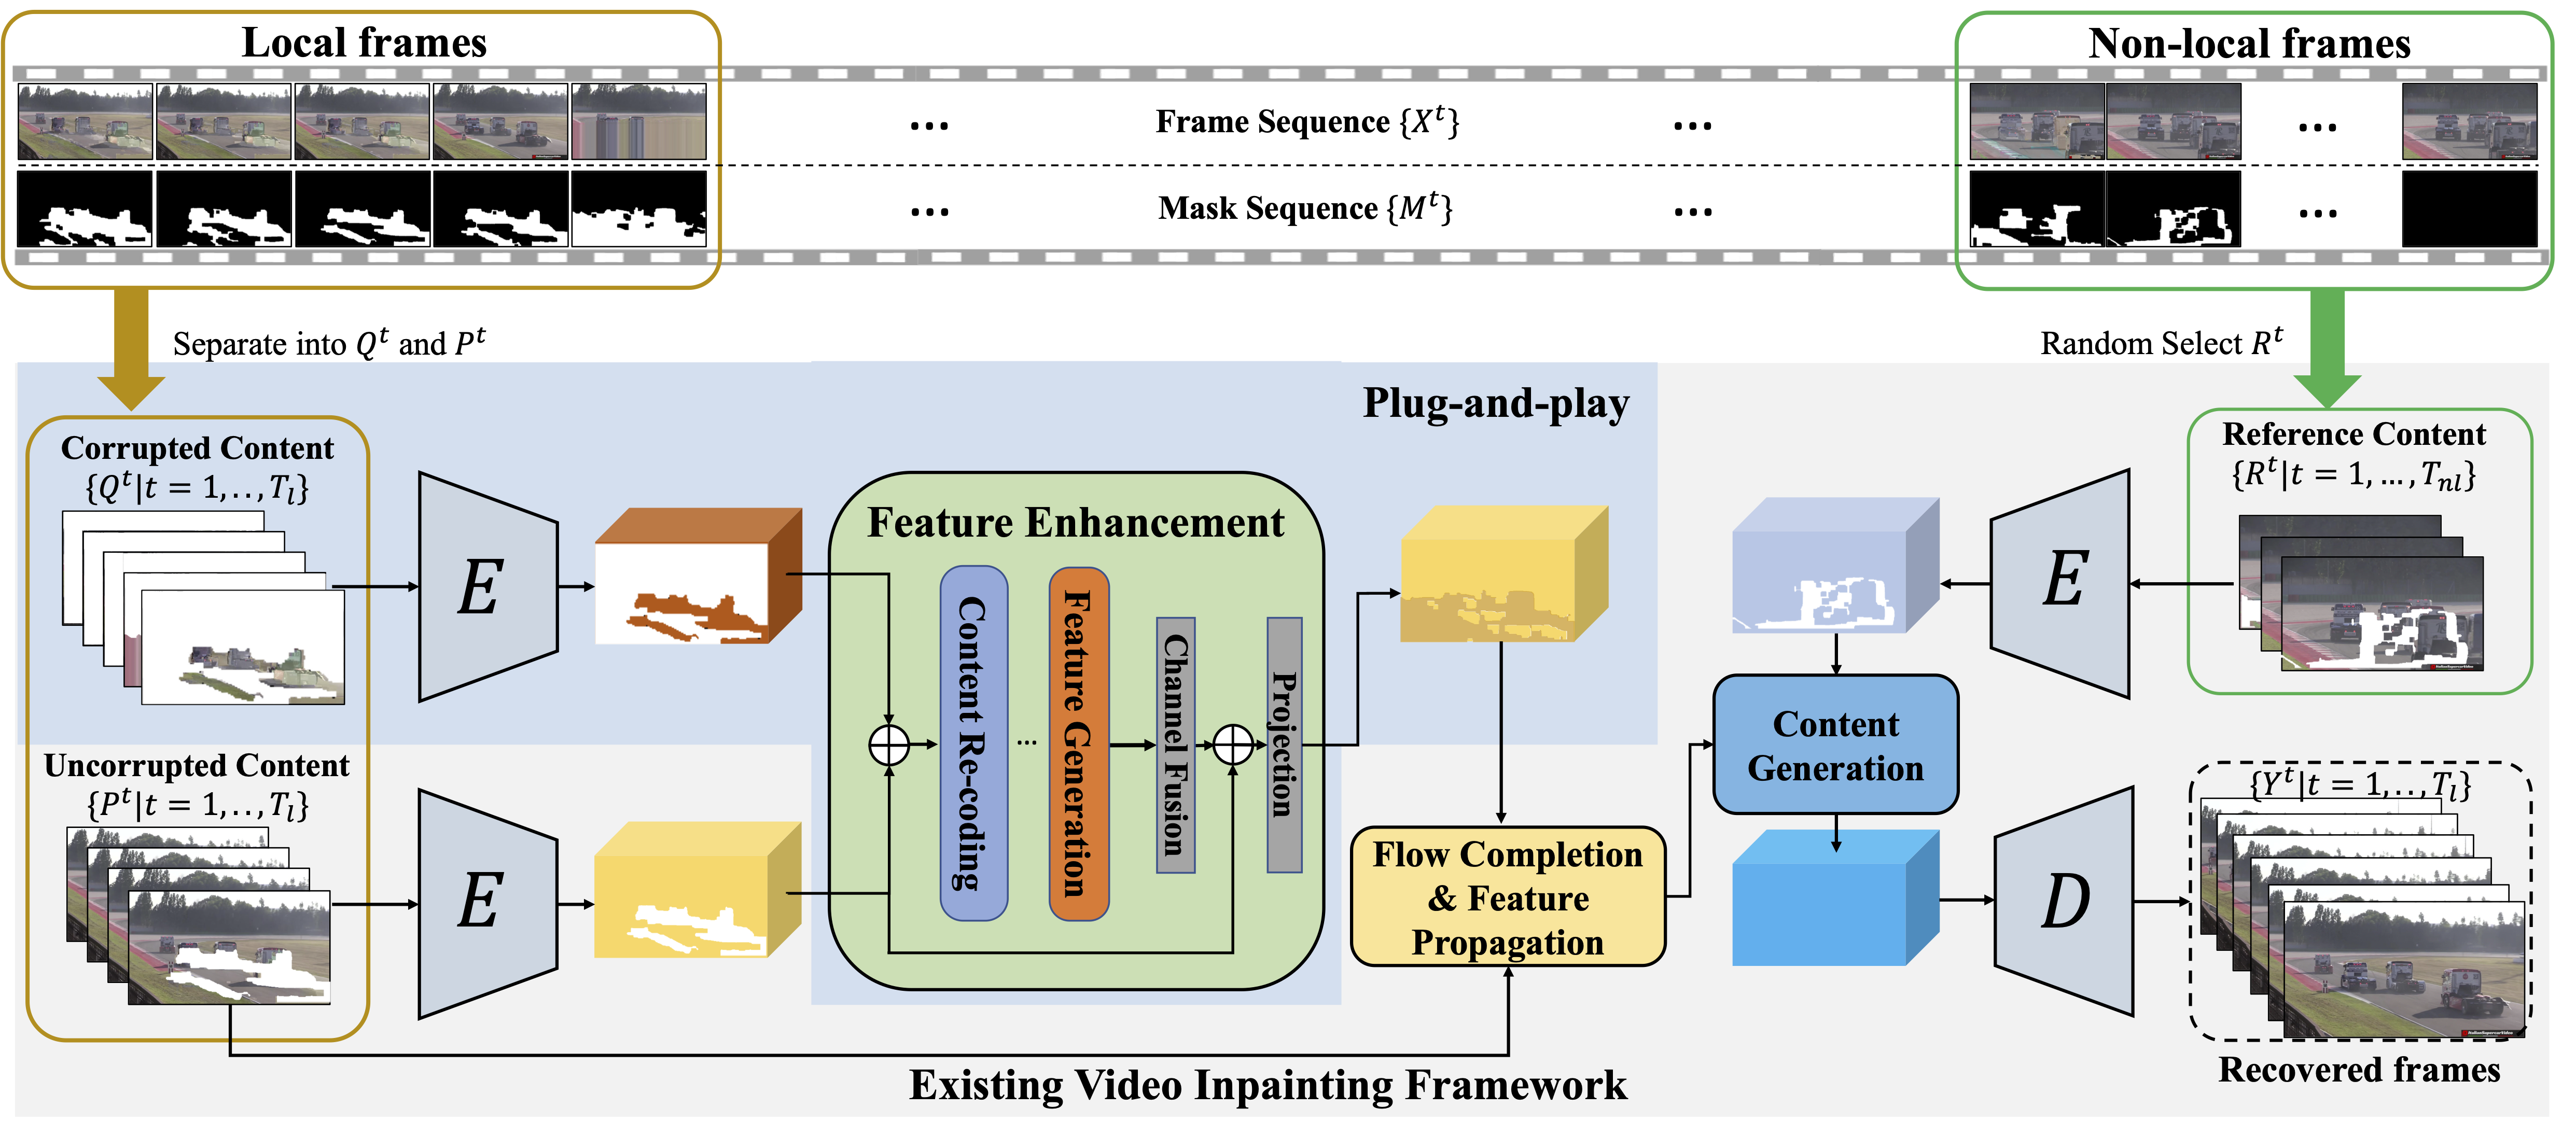 Local frames
Non-local frames
... Frame Sequence {X^t} ...
...
... Mask Sequence {M^t} ...
...
Separate into Q^t and P^t
Random Select R^t
Plug-and-play
Corrupted Content
{Q^t|t = 1,..,T_l}
Reference Content
{R^t|t = 1, ...,T_nl}
E
Feature Enhancement
Content Re-coding
...
Feature Generation
Channel Fusion
Projection
E
Content
Generation
Uncorrupted Content
{P^t|t = 1,..,T_l}
E
Flow Completion
& Feature
Propagation
D
{Y^t|t = 1,..,T_l}
Recovered frames
Existing Video Inpainting Framework